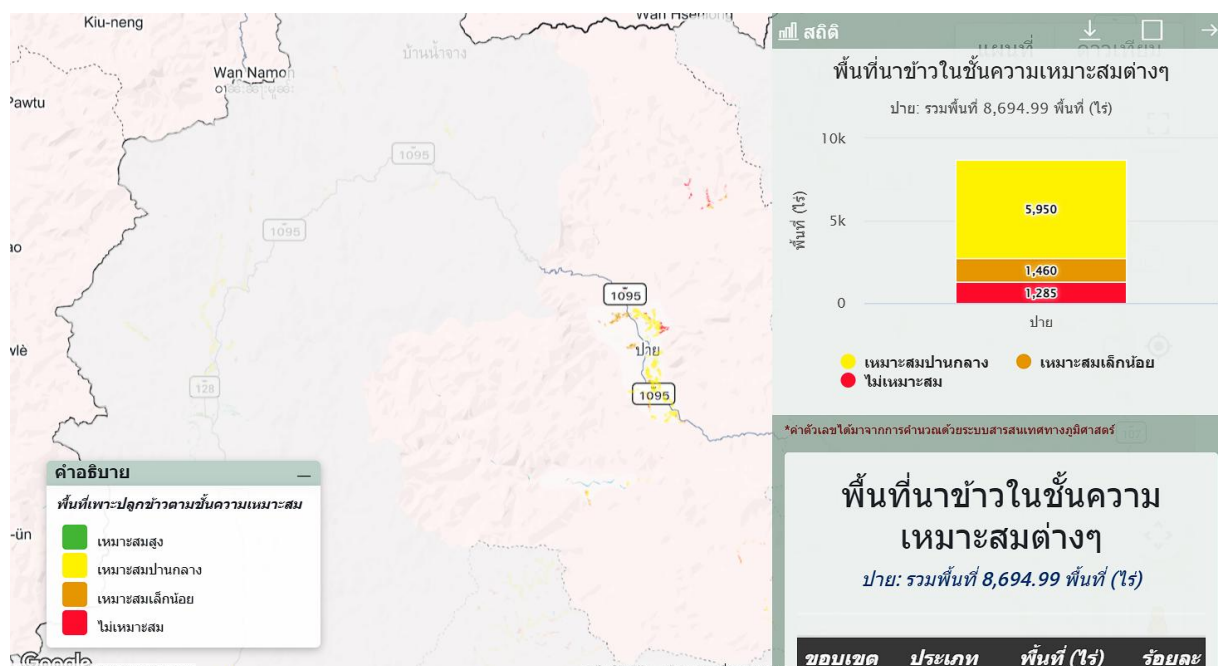 Kiu-neng
Wan Hsenlong
บ้านน้ำจาง
Wan Namon
Pawtu
1095
1095
1095
ปาย
1095
128
คำอธิบาย
พื้นที่เพาะปลูกข้าวตามชั้นความเหมาะสม
เหมาะสมสูง
เหมาะสมปานกลาง
เหมาะสมเล็กน้อย
ไม่เหมาะสม
-ün
Google
สถิติ
แผนที่
พื้นที่นาข้าวในชั้นความเหมาะสมต่างๆ
ปาย: รวมพื้นที่ 8,694.99 พื้นที่ (ไร่)
10k
5k
0
พื้นที่ (ไร่)
5,950
1,460
1,285
ปาย
เหมาะสมปานกลาง เหมาะสมเล็กน้อย
ไม่เหมาะสม
*ค่าตัวเลขได้มาจากการคำนวณด้วยระบบสารสนเทศทางภูมิศาสตร์
พื้นที่นาข้าวในชั้นความ
เหมาะสมต่างๆ
ปาย: รวมพื้นที่ 8,694.99 พื้นที่ (ไร่)
ขอบเขต ประเภท พื้นที่ (ไร่) ร้อยละ